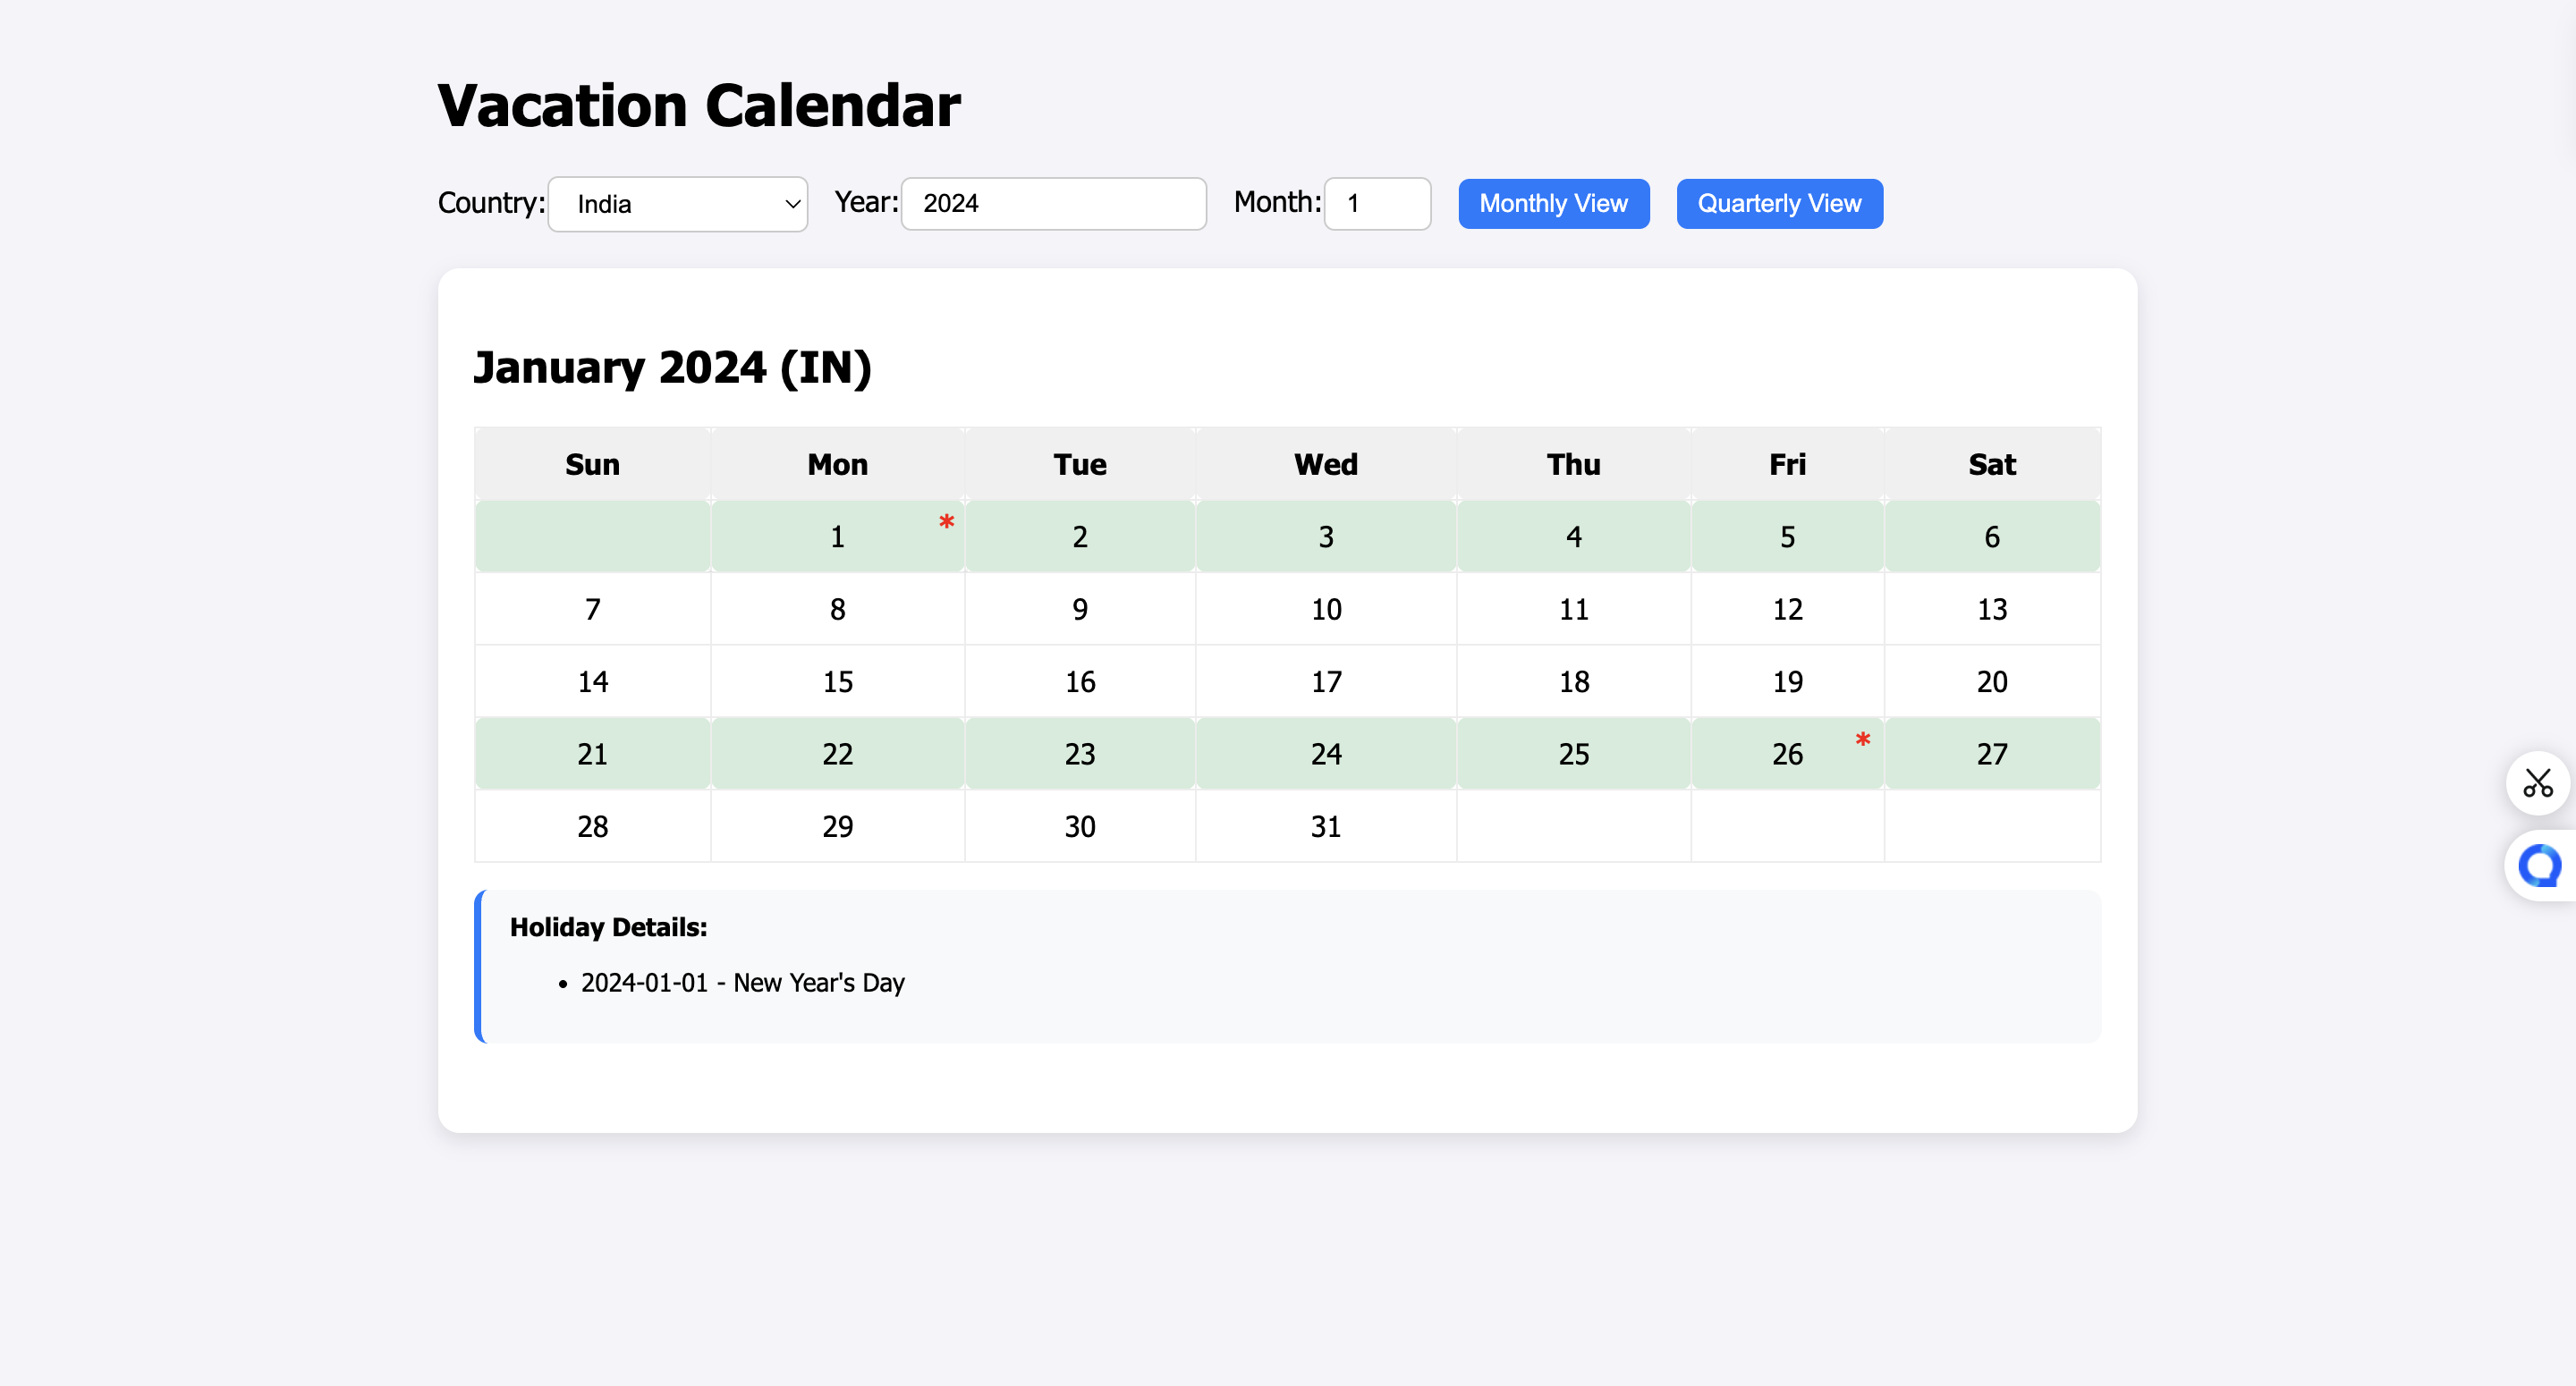 Vacation Calendar
Country: India Year: 2024 Month: 1 Monthly View Quarterly View
January 2024 (IN)
Sun Mon Tue Wed Thu Fri Sat
1 * 2 3 4 5 6
7 8 9 10 11 12 13
14 15 16 17 18 19 20
21 22 23 24 25 26 * 27
28 29 30 31
Holiday Details:
• 2024-01-01 - New Year's Day